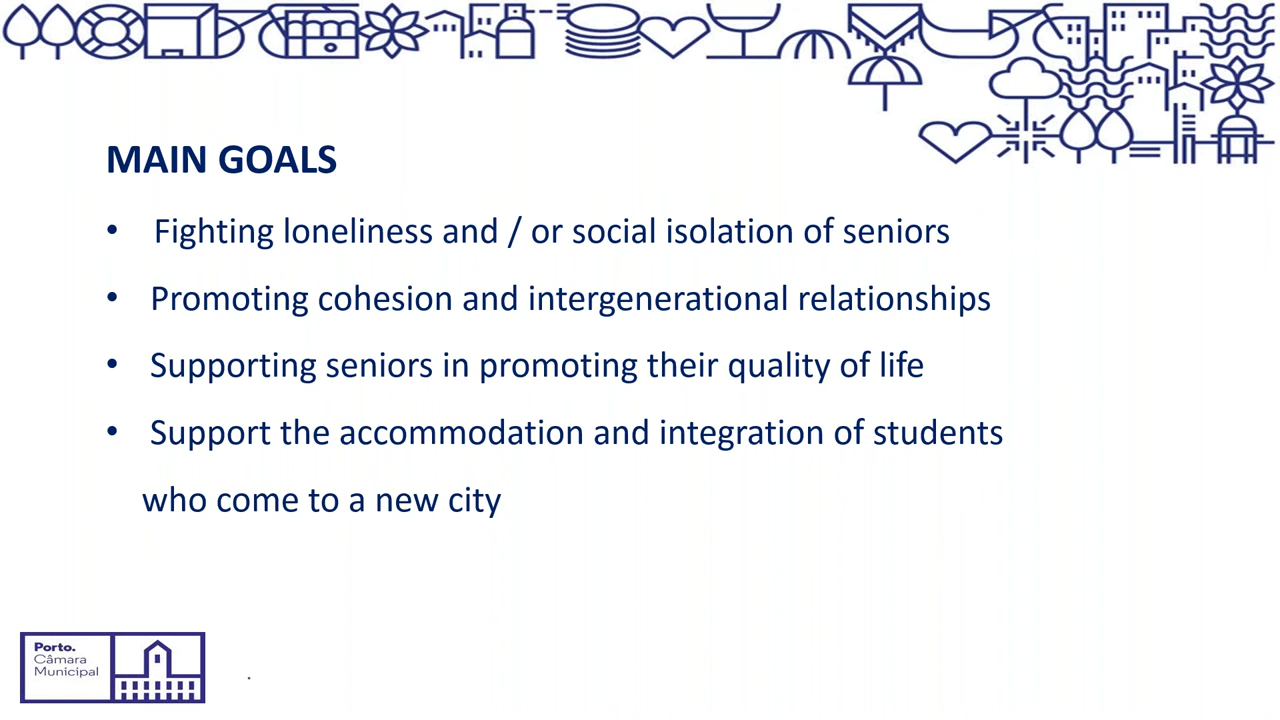 MAIN GOALS
• Fighting loneliness and / or social isolation of seniors
• Promoting cohesion and intergenerational relationships
• Supporting seniors in promoting their quality of life
• Support the accommodation and integration of students
who come to a new city
Porto.
Câmara
Municipal
.